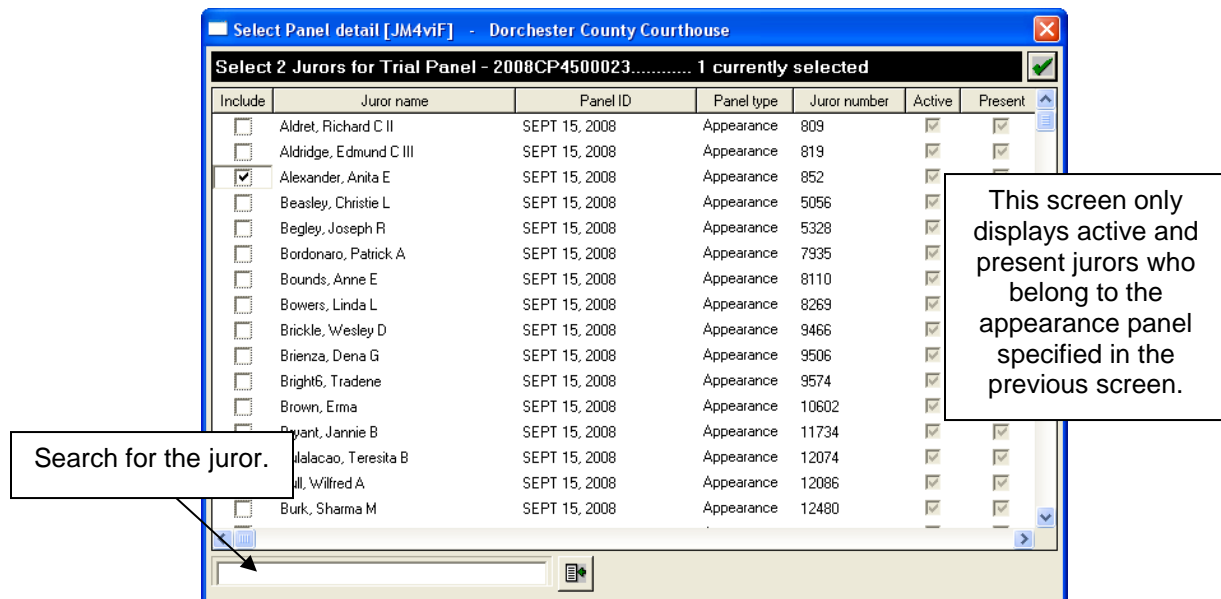 Select Panel detail [JM4viF] - Dorchester County Courthouse
Select 2 Jurors for Trial Panel - 2008CP4500023............ 1 currently selected
Include Juror name Panel ID Panel type Juror number Active Present
Aldret, Richard C II SEPT 15, 2008 Appearance 809
Aldridge, Edmund C III SEPT 15, 2008 Appearance 819
Alexander, Anita E SEPT 15, 2008 Appearance 852
Beasley, Christie L SEPT 15, 2008 Appearance 5056
Begley, Joseph R SEPT 15, 2008 Appearance 5328
Bordonaro, Patrick A SEPT 15, 2008 Appearance 7935
Bounds, Anne E SEPT 15, 2008 Appearance 8110
Bowers, Linda L SEPT 15, 2008 Appearance 8269
Brickle, Wesley D SEPT 15, 2008 Appearance 9466
Brienza, Dena G SEPT 15, 2008 Appearance 9506
Bright6, Tradene SEPT 15, 2008 Appearance 9574
Brown, Erma SEPT 15, 2008 Appearance 10602
Jannie B SEPT 15, 2008 Appearance 11734
Teresita B SEPT 15, 2008 Appearance 12074
Wilfred A SEPT 15, 2008 Appearance 12086
Burk, Sharma M SEPT 15, 2008 Appearance 12480
This screen only
displays active and
present jurors who
belong to the
appearance panel
specified in the
previous screen.
Search for the juror.